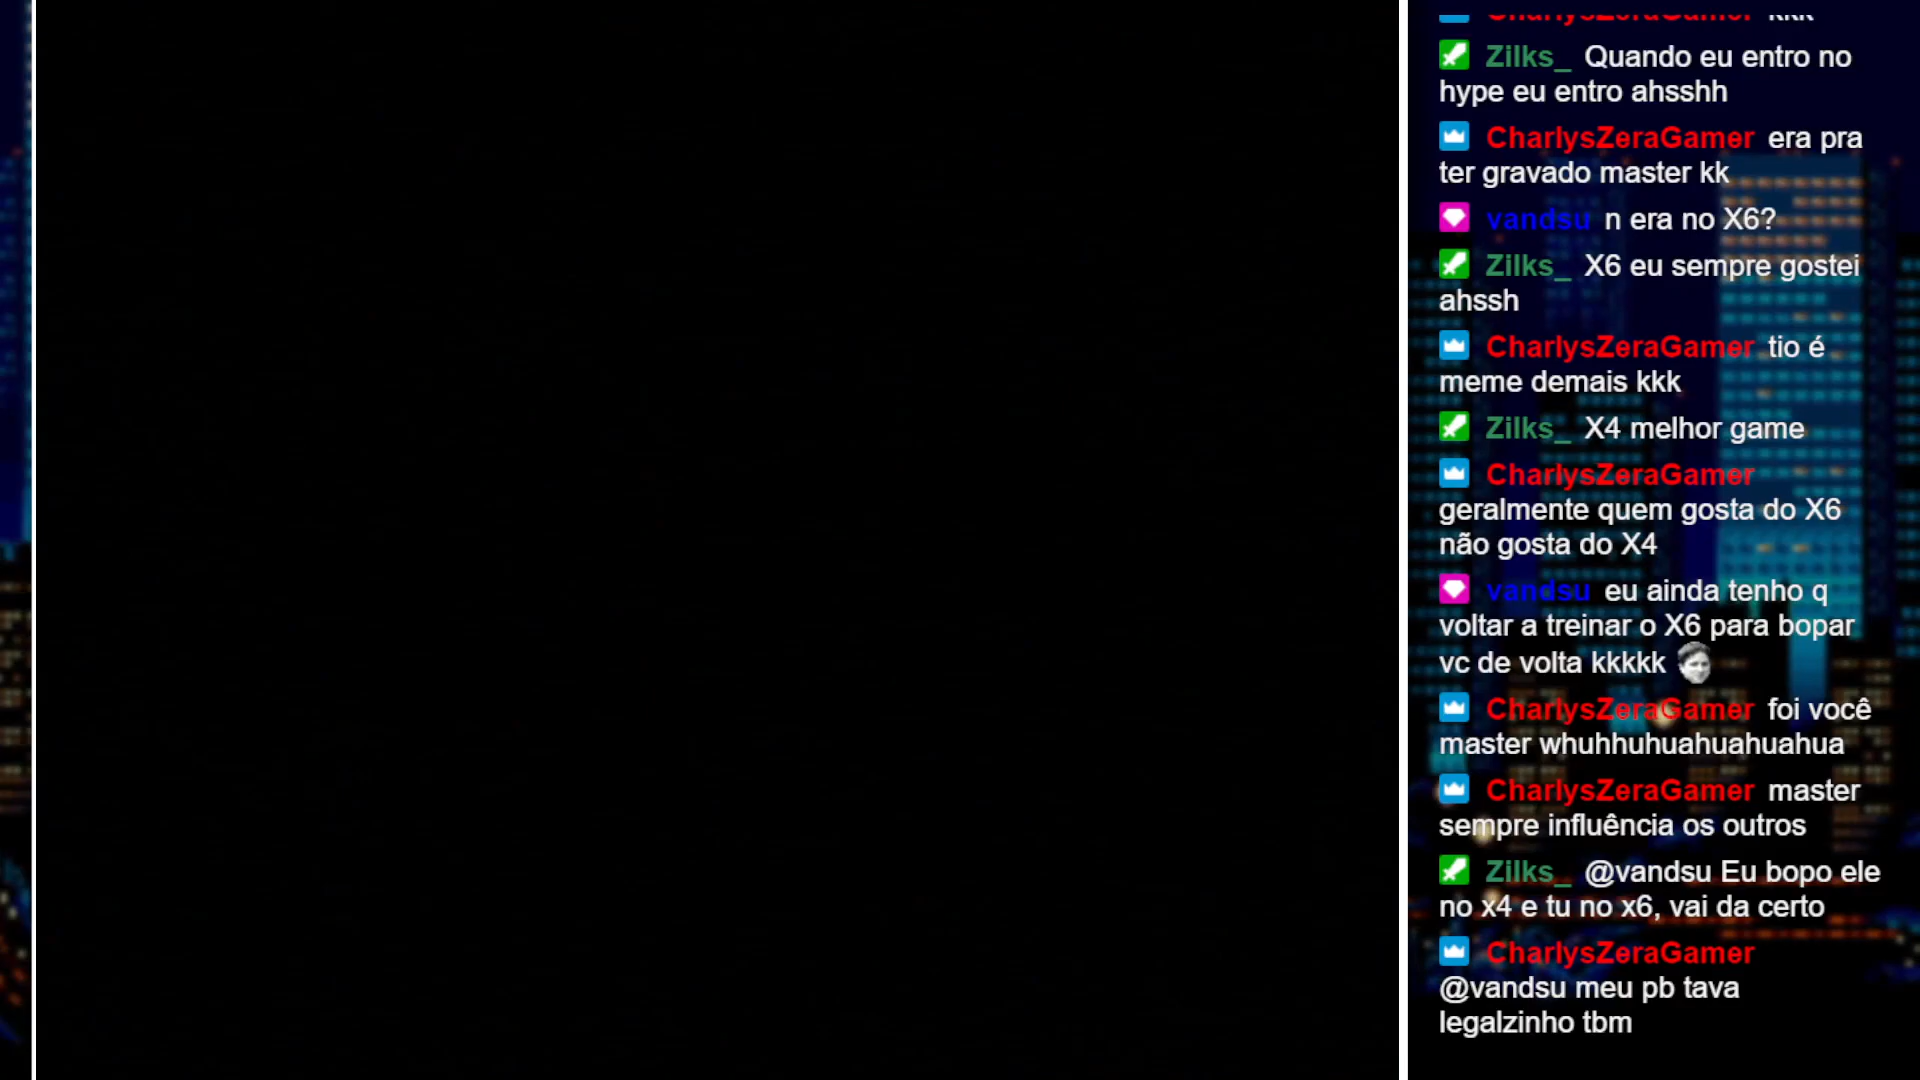 CharlysZeraGamer kkk
Zilks_ Quando eu entro no
hype eu entro ahsshh
CharlysZeraGamer era pra
ter gravado master kk
vandsu n era no X6?
Zilks_ X6 eu sempre gostei
ahssh
CharlysZeraGamer tio é
meme demais kkk
Zilks_ X4 melhor game
CharlysZeraGamer
geralmente quem gosta do X6
não gosta do X4
vandsu eu ainda tenho q
voltar a treinar o X6 para bopar
vc de volta kkkkk
CharlysZeraGamer foi você
master whuhhuhuahuahuahua
CharlysZeraGamer master
sempre influência os outros
Zilks_ @vandsu Eu bopo ele
no x4 e tu no x6, vai da certo
CharlysZeraGamer
@vandsu meu pb tava
legalzinho tbm